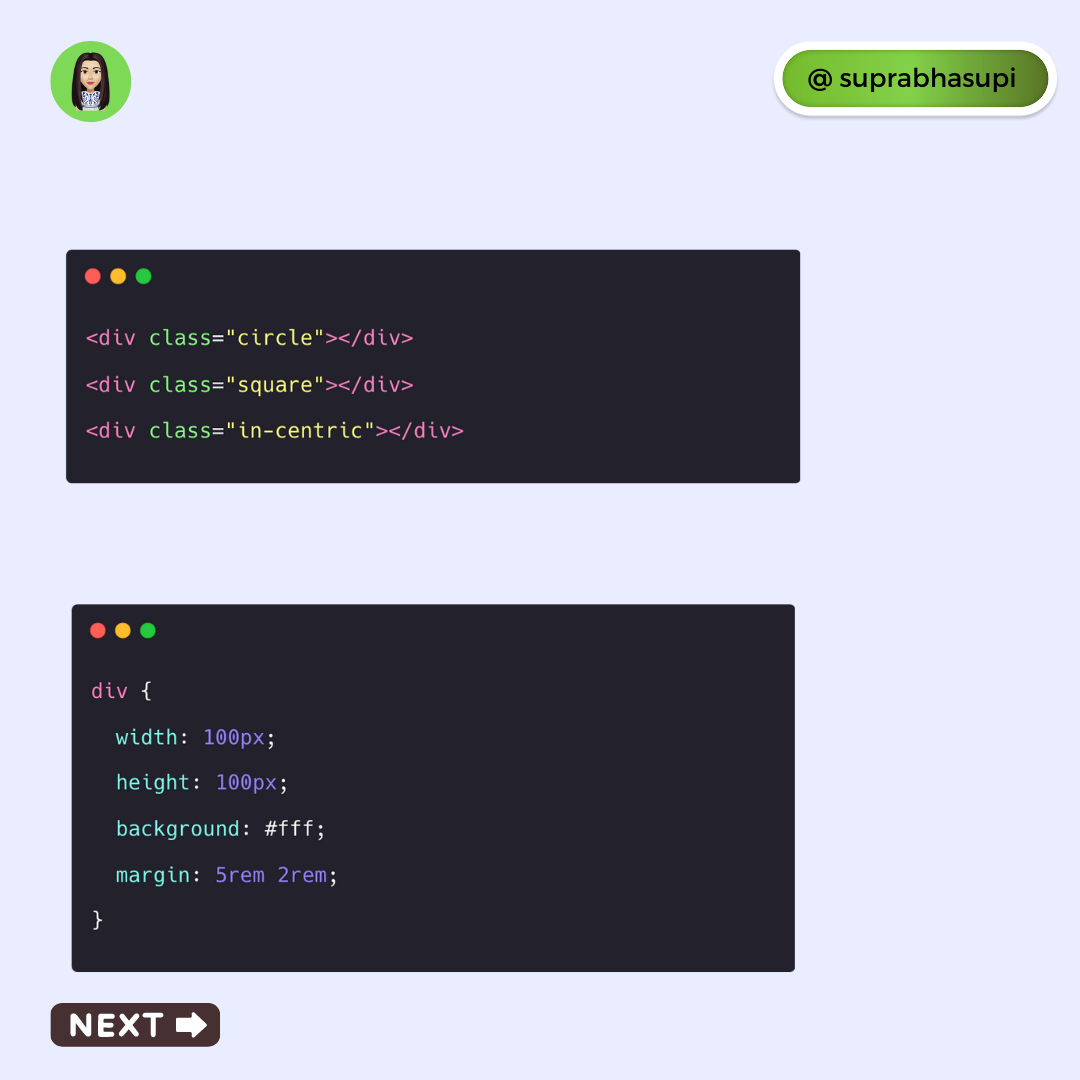 @ suprabhasupi
<div class="circle"></div>
<div class="square"></div>
<div class="in-centric"></div>
div {
  width: 100px;
  height: 100px;
  background: #fff;
  margin: 5rem 2rem;
}
NEXT